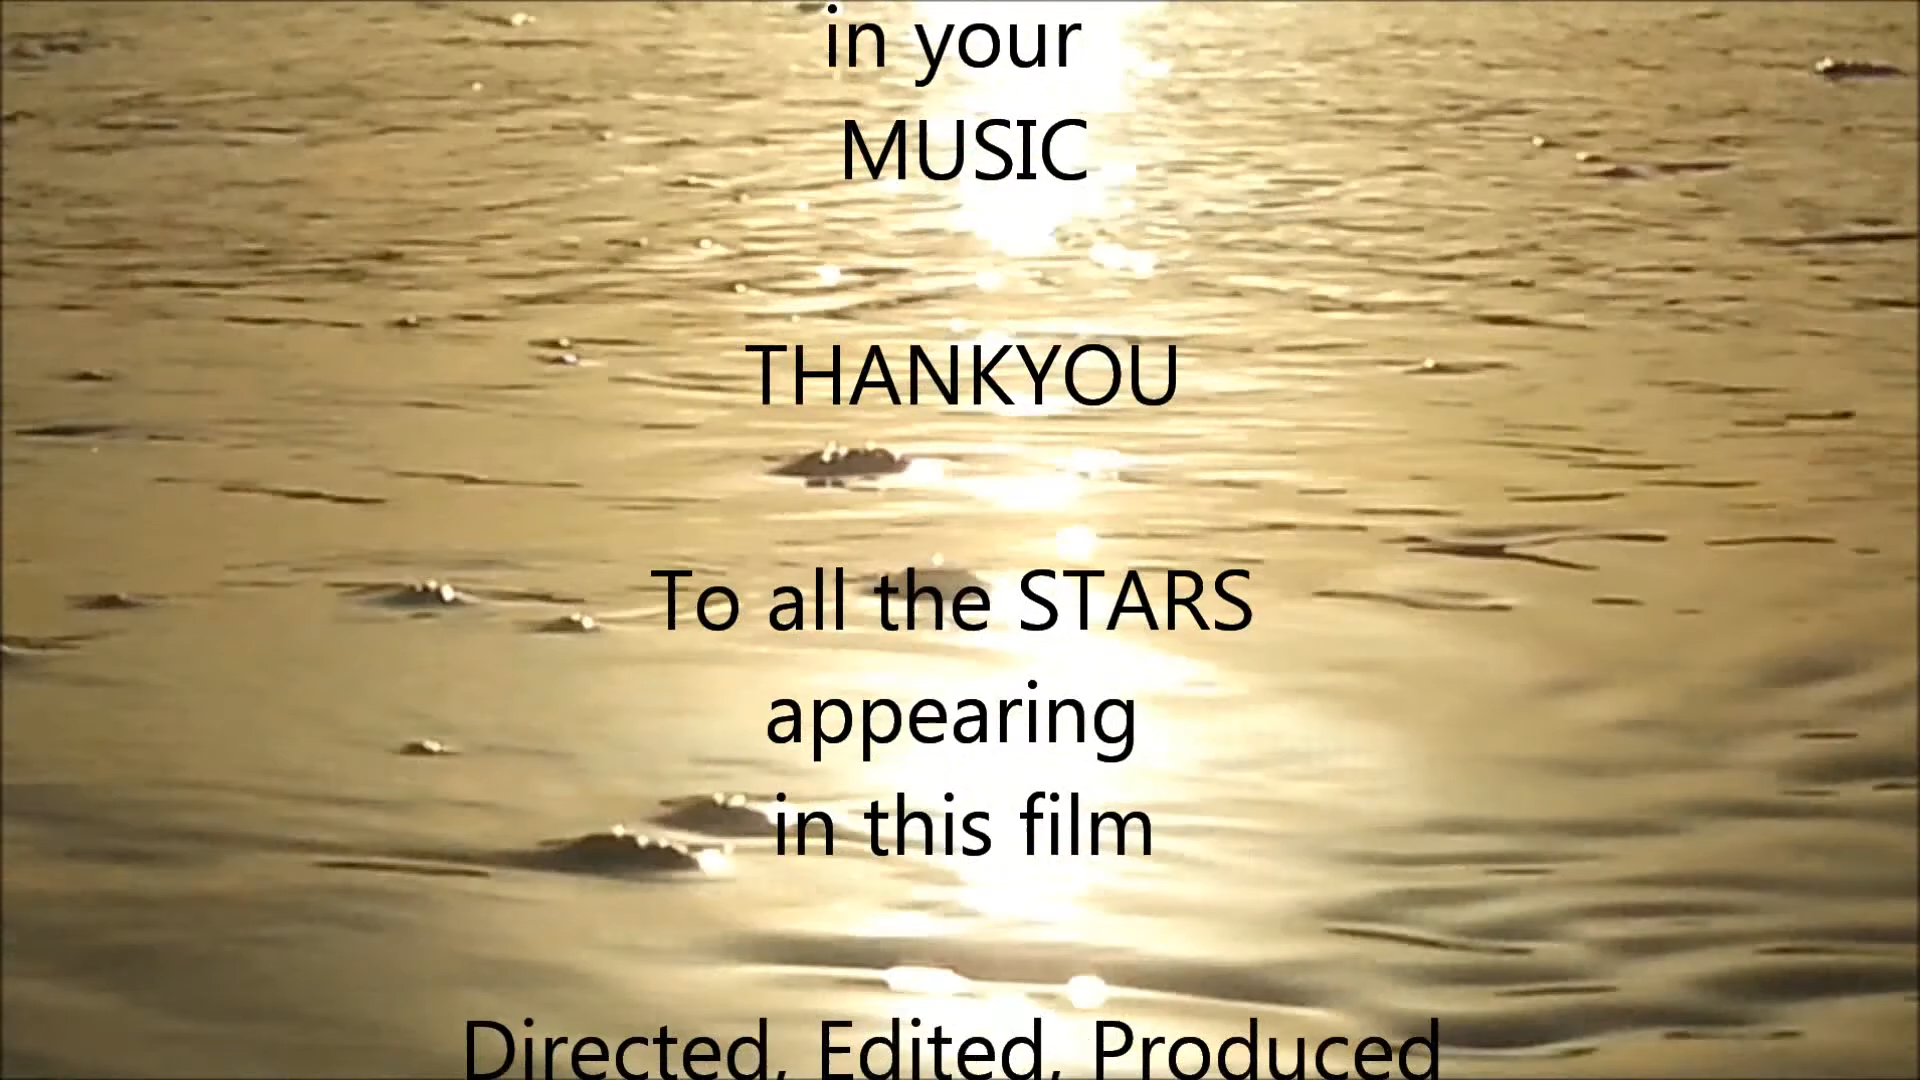 in your
MUSIC
THANKYOU
To all the STARS
appearing
in this film
Directed, Edited, Produced